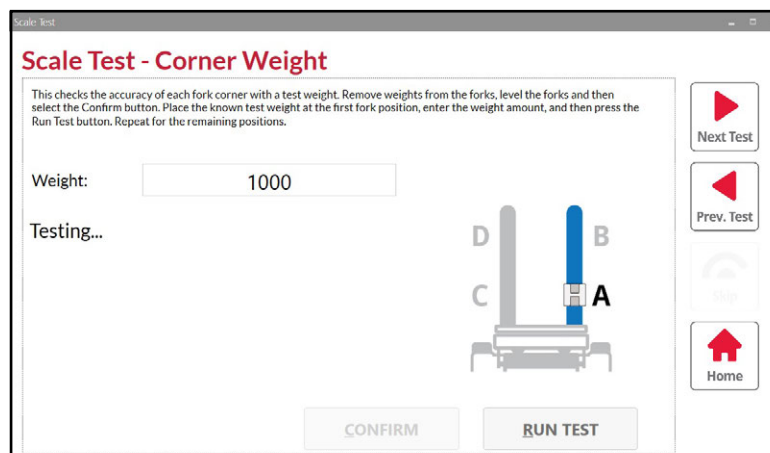 Scale Test
Scale Test - Corner Weight
This checks the accuracy of each fork corner with a test weight. Remove weights from the forks, level the forks and then
select the Confirm button. Place the known test weight at the first fork position, enter the weight amount, and then press the
Run Test button. Repeat for the remaining positions.
Weight:
1000
Testing...
D
B
C
A
CONFIRM
RUN TEST
Next Test
Prev. Test
Skip
Home